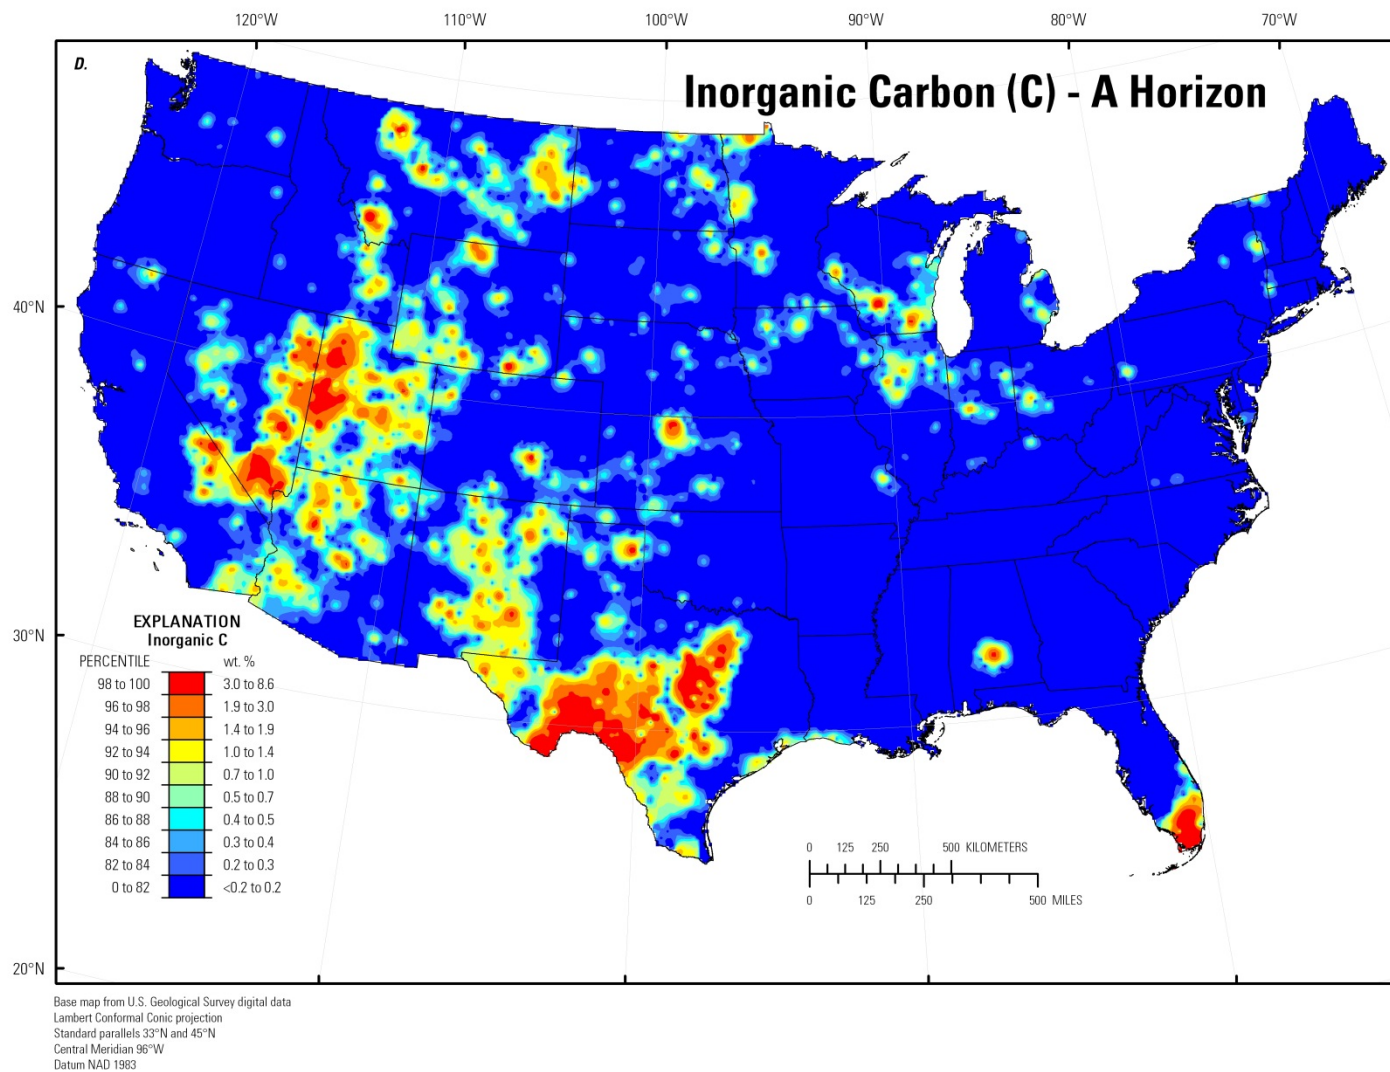 120°W 110°W 100°W 90°W 80°W 70°W
D.
Inorganic Carbon (C) - A Horizon
40°N
30°N
20°N
EXPLANATION
Inorganic C
PERCENTILE wt. %
98 to 100 3.0 to 8.6
96 to 98 1.9 to 3.0
94 to 96 1.4 to 1.9
92 to 94 1.0 to 1.4
90 to 92 0.7 to 1.0
88 to 90 0.5 to 0.7
86 to 88 0.4 to 0.5
84 to 86 0.3 to 0.4
82 to 84 0.2 to 0.3
0 to 82 <0.2 to 0.2
0 125 250 500 KILOMETERS
0 125 250 500 MILES
Base map from U.S. Geological Survey digital data
Lambert Conformal Conic projection
Standard parallels 33°N and 45°N
Central Meridian 96°W
Datum NAD 1983